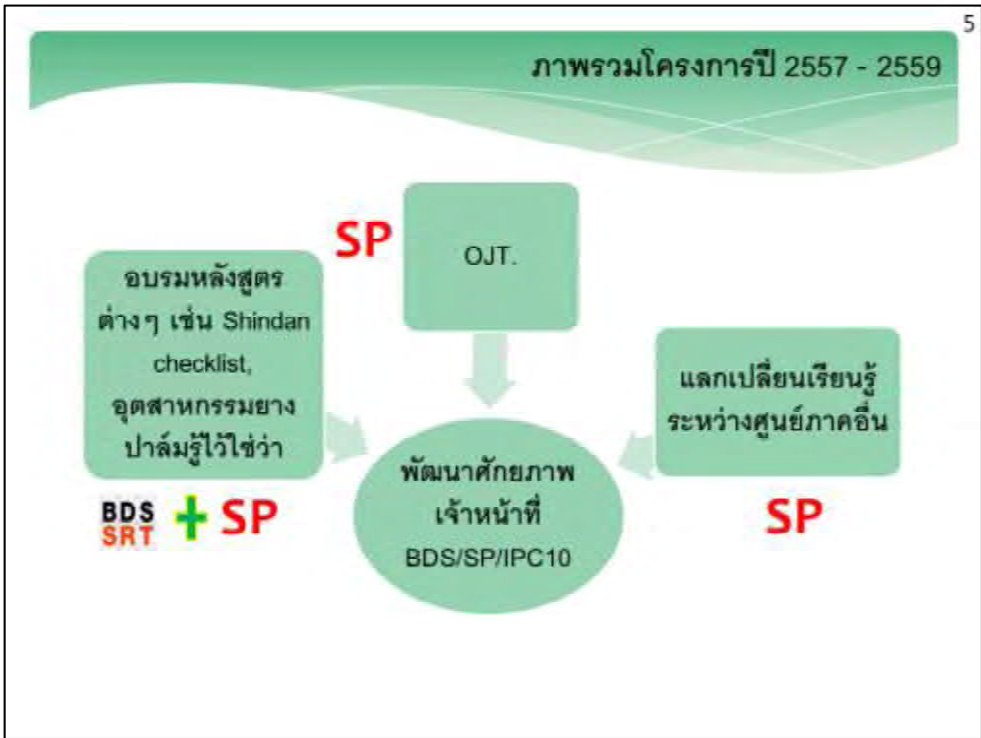 5
ภาพรวมโครงการปี 2557 - 2559
SP
OJT.
อบรมหลังสูตร
ต่างๆ เช่น Shindan
checklist,
อุตสาหกรรมยาง
ปาล์มรู้ไว้ใช่ว่า
BDS
SRT + SP
แลกเปลี่ยนเรียนรู้
ระหว่างศูนย์ภาคอื่น
SP
พัฒนาศักยภาพ
เจ้าหน้าที่
BDS/SP/IPC10